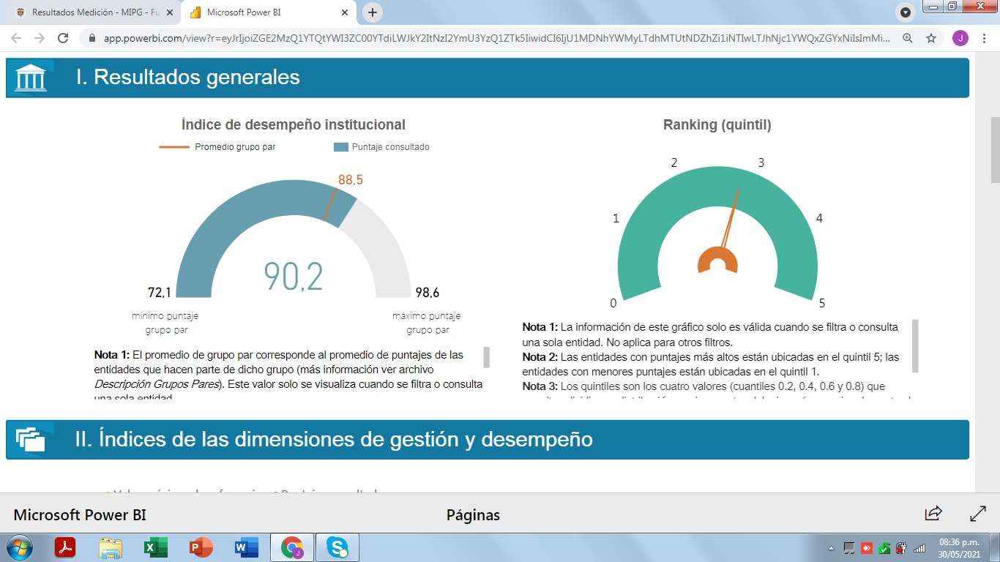 Resultados Medición - MIPG - Fu
Microsoft Power BI
app.powerbi.com/view?r=eyJrIjoiZGE2MzQ1YTQtYWI3ZC00YTdiLWJkY2ItNzI2YmU3YzQ1ZTk5IiwidCI6IjU1MDNhYWMyLTdhMTUtNDZhZi1iNTIwLTJhNjc1YWQxZGYxNiIsImMi...
J
I. Resultados generales
Índice de desempeño institucional
Promedio grupo par
Puntaje consultado
88,5
90,2
72,1
98,6
mínimo puntaje
grupo par
máximo puntaje
grupo par
Nota 1: El promedio de grupo par corresponde al promedio de puntajes de las
entidades que hacen parte de dicho grupo (más información ver archivo
Descripción Grupos Pares). Este valor solo se visualiza cuando se filtra o consulta
una sola entidad
Ranking (quintil)
2
3
1
4
0
5
Nota 1: La información de este gráfico solo es válida cuando se filtra o consulta
una sola entidad. No aplica para otros filtros.
Nota 2: Las entidades con puntajes más altos están ubicadas en el quintil 5; las
entidades con menores puntajes están ubicadas en el quintil 1.
Nota 3: Los quintiles son los cuatro valores (cuantiles 0.2, 0.4, 0.6 y 0.8) que
II. Índices de las dimensiones de gestión y desempeño
Microsoft Power BI
Páginas
08:36 p.m.
30/05/2021